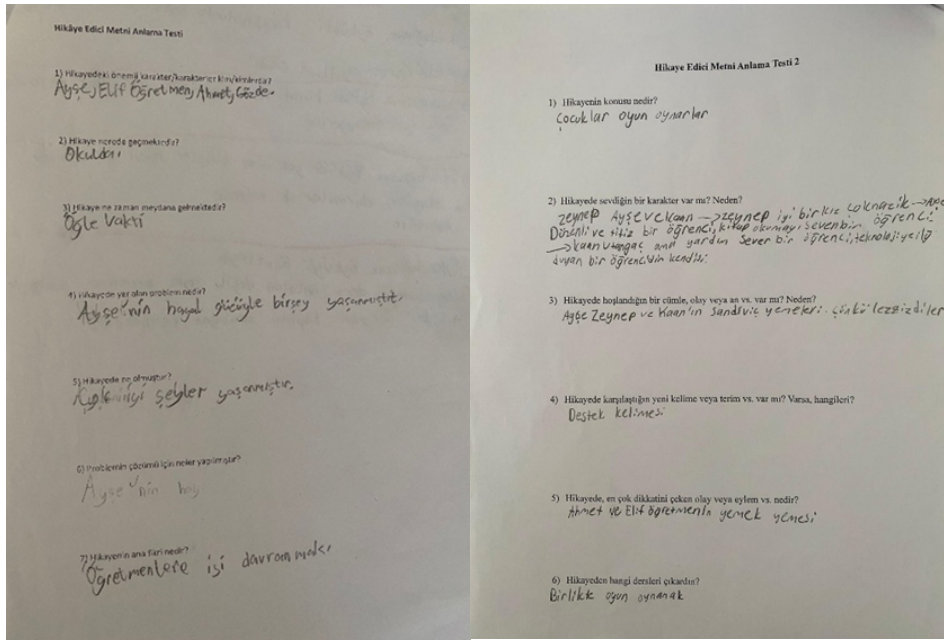 Hikâye Edici Metni Anlama Testi
1) Hikayedeki önemli karakter/karakterler kim/kimlerdir?
Ayşe, Elif Öğretmen, Ahmet, Gözde.
2) Hikaye nerede geçmektedir?
Okulda.
3) Hikaye ne zaman meydana gelmektedir?
Öğle Vakti
4) Hikayede yer alan problem nedir?
Ayşe'nin hayal gücüyle birşey yaşanmıştır.
5) Hikayede ne olmuştur?
şeyler yaşanmıştır.
6) Problemin çözümü için neler yapılmıştır?
Ayşe'nin hay
7) Hikayenin ana fikri nedir?
Öğretmenlere iyi davranmak.
Hikaye Edici Metni Anlama Testi 2
1) Hikayenin konusu nedir?
Çocuklar oyun oynarlar
2) Hikayede sevdiğin bir karakter var mı? Neden?
Zeynep Ayşe ve Kaan → Zeynep iyi bir kız çok nazik → Ayşe
Düzenli ve titiz bir öğrenci, kitap okumayı seven bir öğrenci
→ Kaan utangaç ama yardım sever bir öğrenci, teknolojiye ilgi
duyan bir öğrencidir kendisi
3) Hikayede hoşlandığın bir cümle, olay veya an vs. var mı? Neden?
Ayşe Zeynep ve Kaan'ın sandviç yemeleri. çünkü lezzizdiler
4) Hikayede karşılaştığın yeni kelime veya terim vs. var mı? Varsa, hangileri?
Destek kelimesi
5) Hikayede, en çok dikkatini çeken olay veya eylem vs. nedir?
Ahmet ve Elif öğretmenin yemek yemesi
6) Hikayeden hangi dersleri çıkardın?
Birlikte oyun oynamak